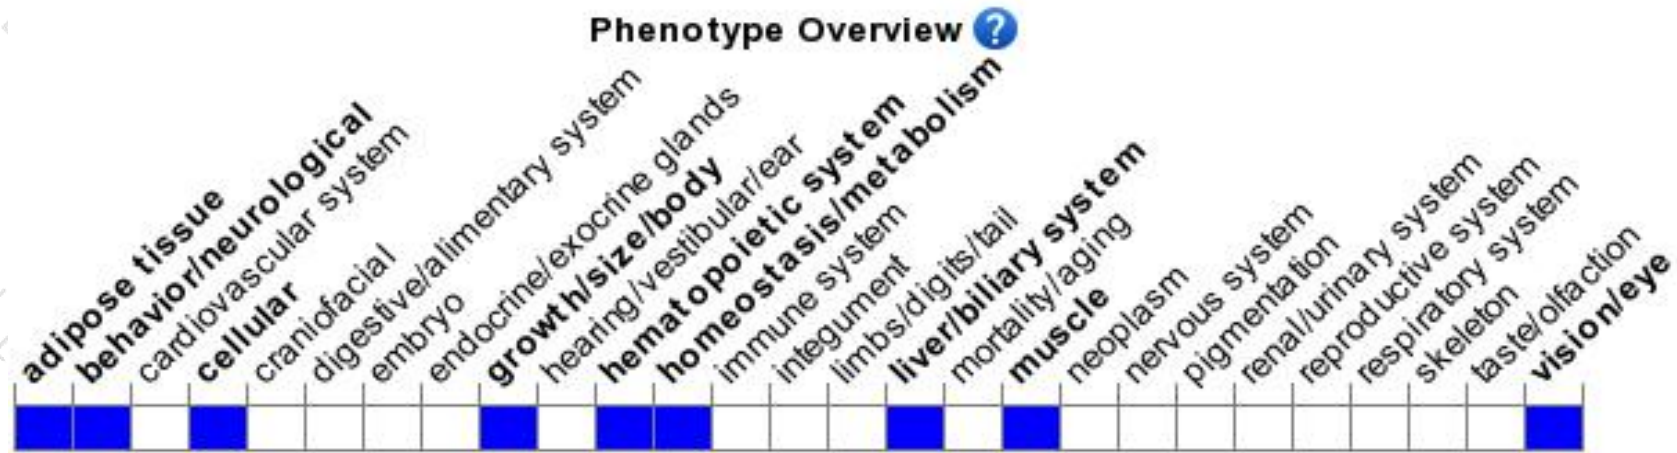 Phenotype Overview ?
adipose tissue
behavior/neurological
cardiovascular system
cellular
craniofacial
digestive/alimentary system
embryo
endocrine/exocrine glands
growth/size/body
hearing/vestibular/ear
hematopoietic system
homeostasis/metabolism
immune system
integument
limbs/digits/tail
liver/biliary system
mortality/aging
muscle
neoplasm
nervous system
pigmentation
renal/urinary system
reproductive system
respiratory system
skeleton
taste/olfaction
vision/eye